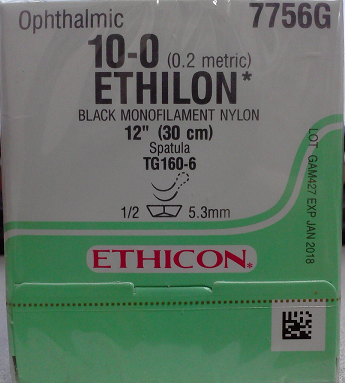 Ophthalmic 7756G
10-0 (0.2 metric)
ETHILON*
BLACK MONOFILAMENT NYLON
12" (30 cm)
Spatula
TG160-6
1/2 5.3mm
LOT GAM427 EXP JAN 2018
ETHICON*